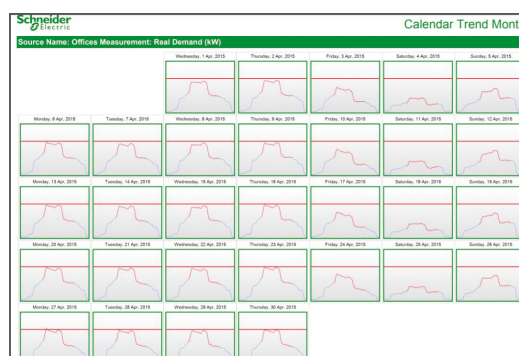 Schneider
Electric
Calendar Trend Mont
Source Name: Offices Measurement: Real Demand (kW)
Wednesday, 1 Apr, 2015
Thursday, 2 Apr, 2015
Friday, 3 Apr, 2015
Saturday, 4 Apr, 2015
Sunday, 5 Apr, 2015
Monday, 6 Apr, 2015
Tuesday, 7 Apr, 2015
Wednesday, 8 Apr, 2015
Thursday, 9 Apr, 2015
Friday, 10 Apr, 2015
Saturday, 11 Apr, 2015
Sunday, 12 Apr, 2015
Monday, 13 Apr, 2015
Tuesday, 14 Apr, 2015
Wednesday, 15 Apr, 2015
Thursday, 16 Apr, 2015
Friday, 17 Apr, 2015
Saturday, 18 Apr, 2015
Sunday, 19 Apr, 2015
Monday, 20 Apr, 2015
Tuesday, 21 Apr, 2015
Wednesday, 22 Apr, 2015
Thursday, 23 Apr, 2015
Friday, 24 Apr, 2015
Saturday, 25 Apr, 2015
Sunday, 26 Apr, 2015
Monday, 27 Apr, 2015
Tuesday, 28 Apr, 2015
Wednesday, 29 Apr, 2015
Thursday, 30 Apr, 2015